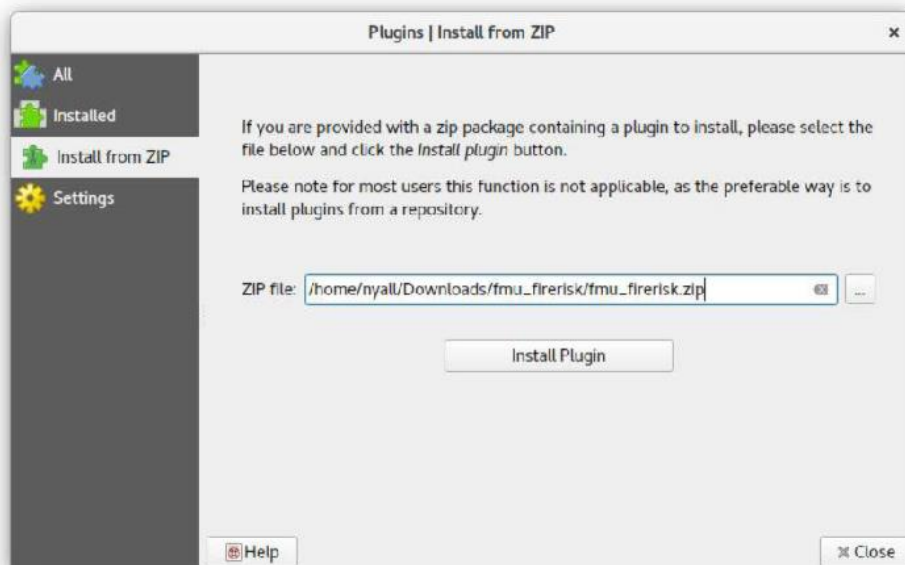 Plugins | Install from ZIP
All
Installed
Install from ZIP
Settings
If you are provided with a zip package containing a plugin to install, please select the
file below and click the Install plugin button.
Please note for most users this function is not applicable, as the preferable way is to
install plugins from a repository.
ZIP file: /home/nyall/Downloads/fmu_firerisk/fmu_firerisk.zip ...
Install Plugin
Help
Close